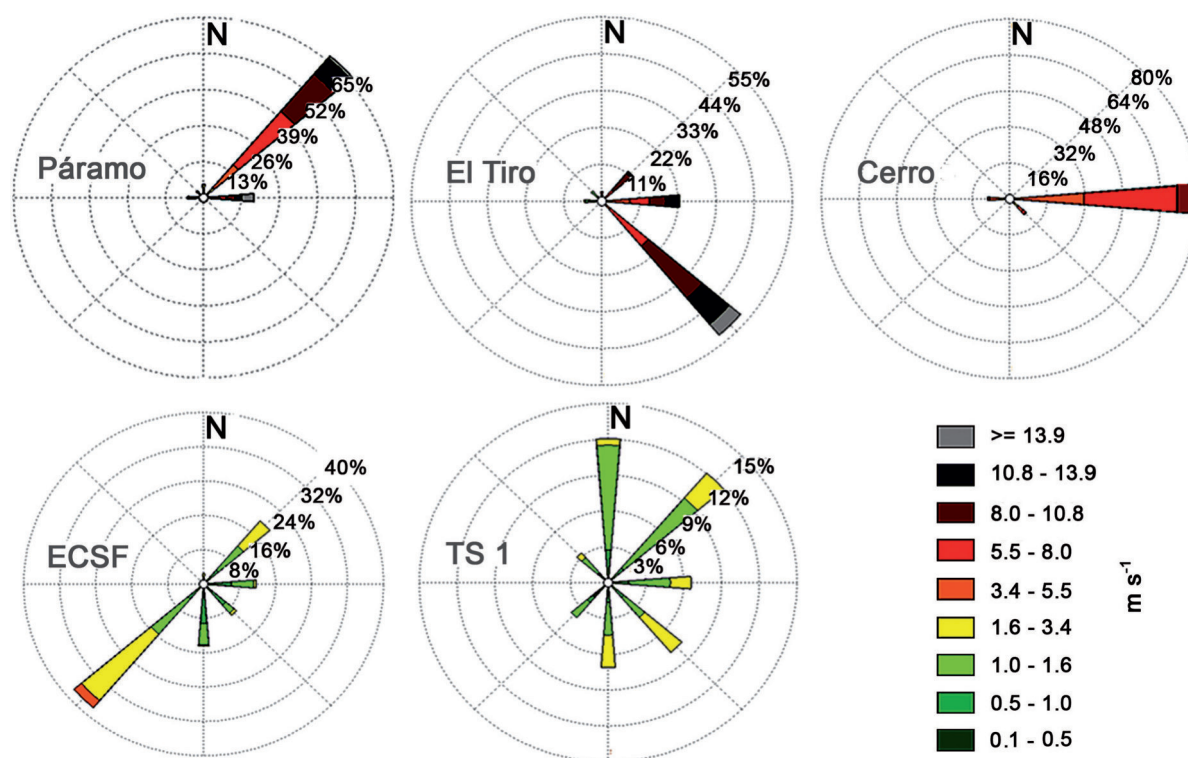 N
65%
52%
39%
26%
13%
Páramo
55%
44%
33%
22%
11%
El Tiro
N
80%
64%
48%
32%
16%
Cerro
N
40%
32%
24%
16%
8%
ECSF
N
15%
12%
9%
6%
3%
TS 1
N
>= 13.9
10.8 - 13.9
8.0 - 10.8
5.5 - 8.0
3.4 - 5.5
1.6 - 3.4
1.0 - 1.6
0.5 - 1.0
0.1 - 0.5
m s⁻¹